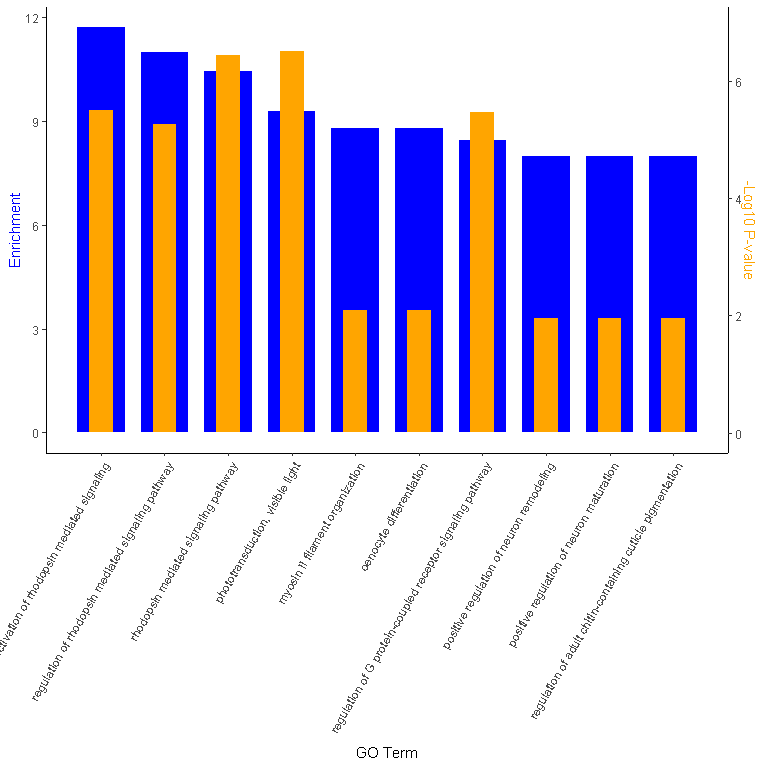 12
9
6
3
0
Enrichment
6
4
2
0
-Log10 P-value
of rhodopsin mediated signaling
regulation of rhodopsin mediated signaling pathway
rhodopsin mediated signaling pathway
phototransduction, visible light
myosin II filament organization
oenocyte differentiation
regulation of G protein-coupled receptor signaling pathway
positive regulation of neuron remodeling
positive regulation of neuron maturation
regulation of adult chitin-containing cuticle pigmentation
GO Term